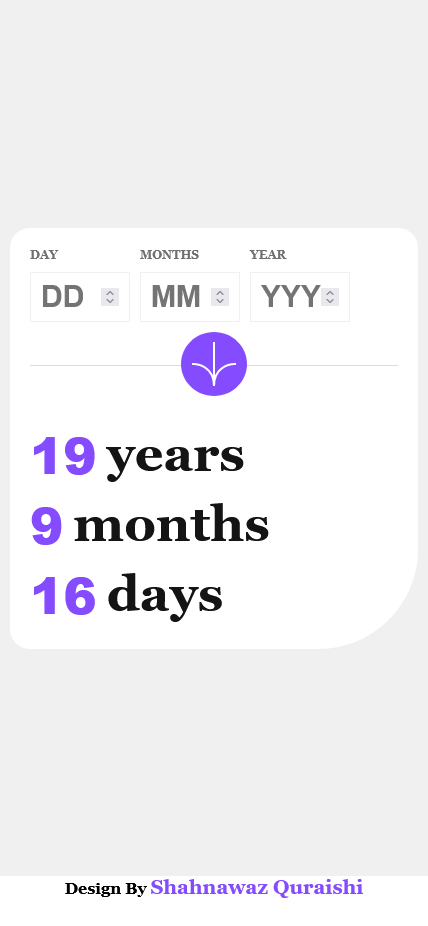 DAY MONTHS YEAR
DD MM YYY
19 years
9 months
16 days
Design By Shahnawaz Quraishi